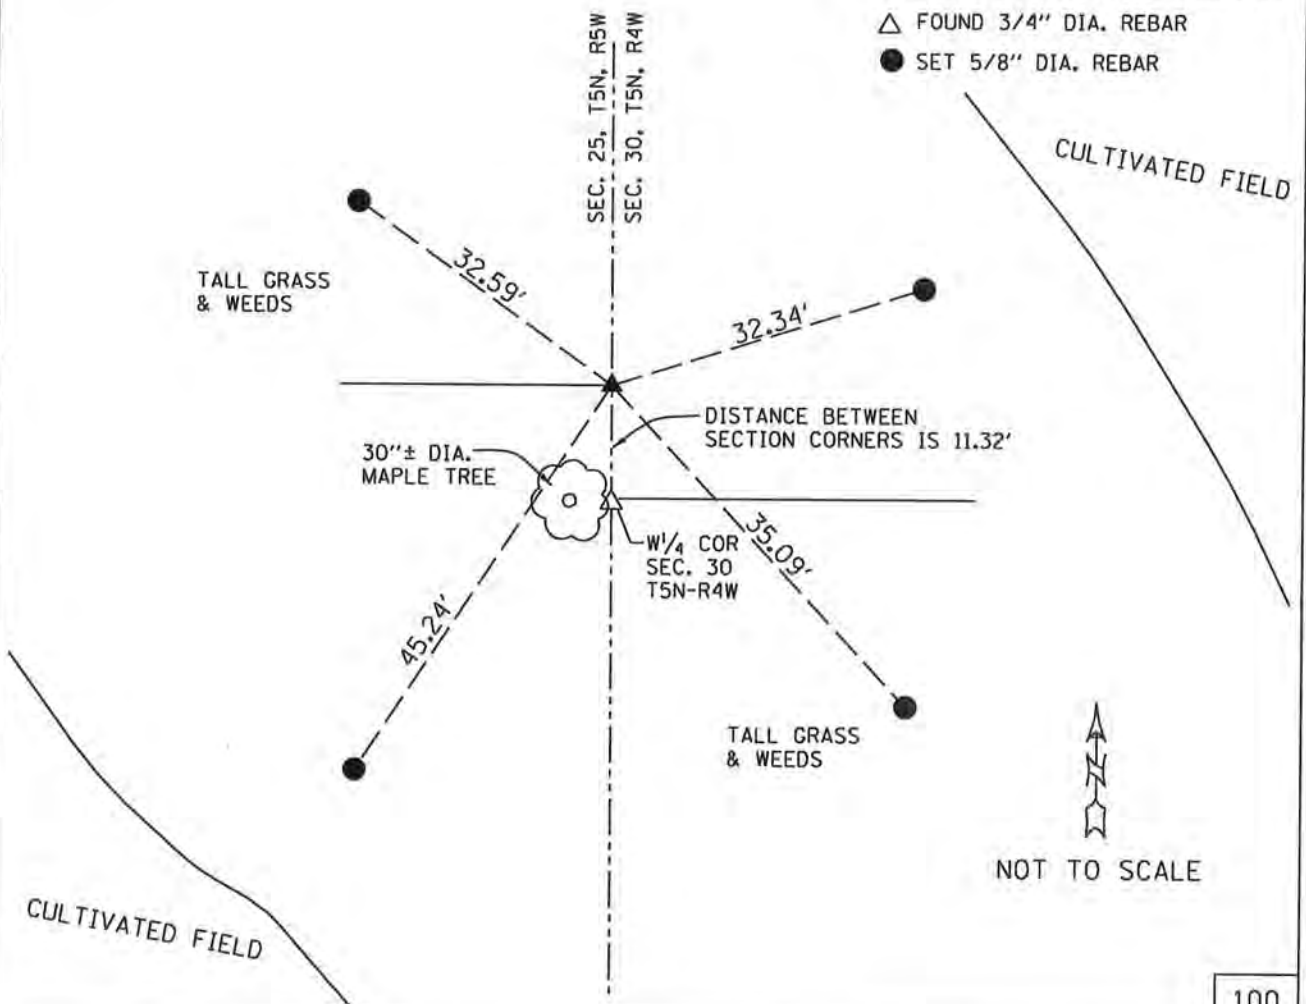 △ FOUND 3/4" DIA. REBAR
● SET 5/8" DIA. REBAR
SEC. 25, T5N, R5W
SEC. 30, T5N, R4W
CULTIVATED FIELD
TALL GRASS
& WEEDS
32.59'
32.34'
DISTANCE BETWEEN
SECTION CORNERS IS 11.32'
30"± DIA.
MAPLE TREE
W1/4 COR
SEC. 30
T5N-R4W
35.09'
45.24'
TALL GRASS
& WEEDS
N
NOT TO SCALE
CULTIVATED FIELD
100